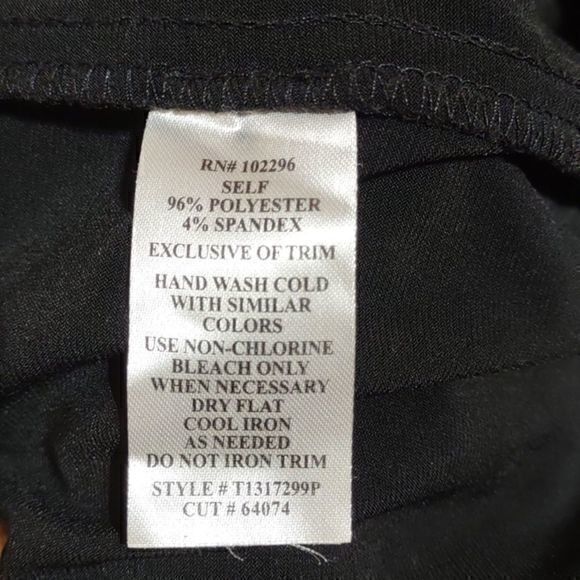 RN# 102296
SELF
96% POLYESTER
4% SPANDEX
EXCLUSIVE OF TRIM
HAND WASH COLD
WITH SIMILAR
COLORS
USE NON-CHLORINE
BLEACH ONLY
WHEN NECESSARY
DRY FLAT
COOL IRON
AS NEEDED
DO NOT IRON TRIM
STYLE # T1317299P
CUT # 64074